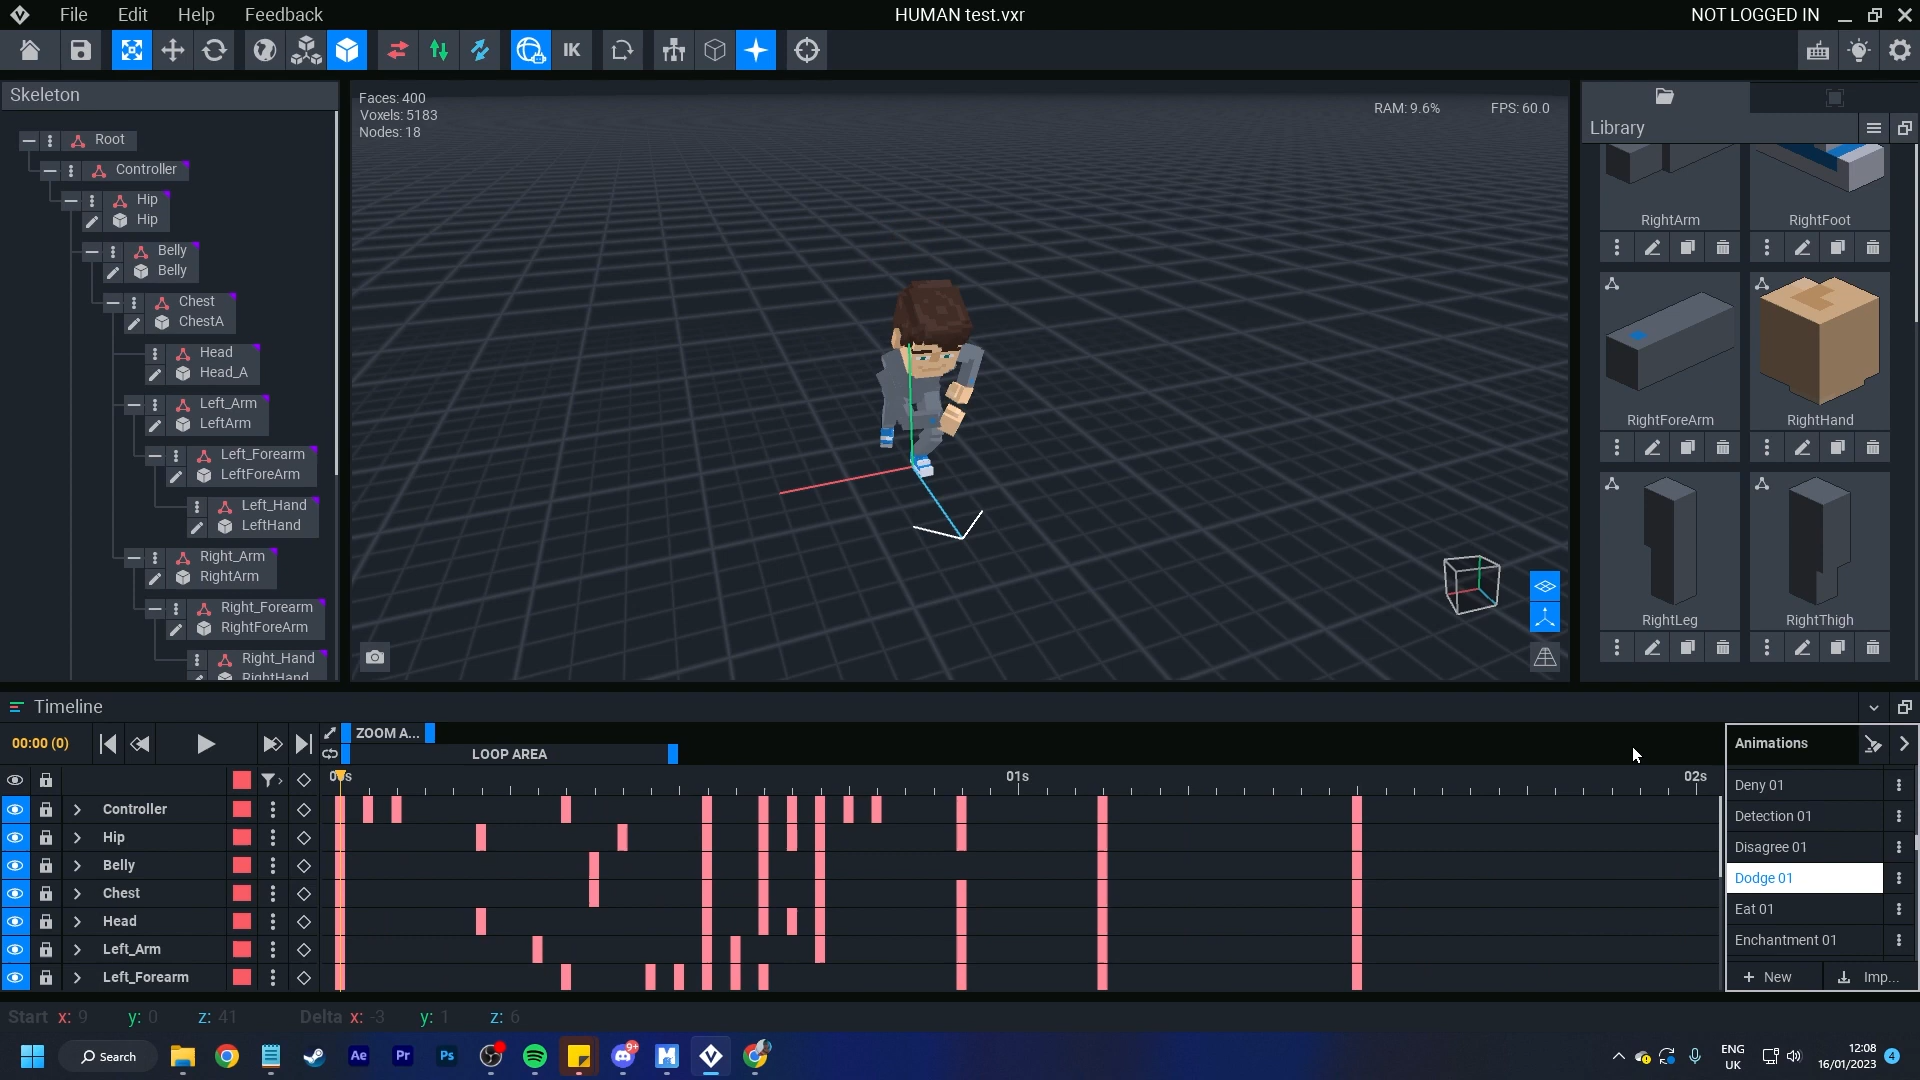 File Edit Help Feedback HUMAN test.vxr NOT LOGGED IN
IK
Skeleton
Faces: 400
Voxels: 5183
Nodes: 18
RAM: 9.6% FPS: 60.0
Library
Root
Controller
Hip
Hip
Belly
Belly
Chest
ChestA
Head
Head_A
Left_Arm
LeftArm
Left_Forearm
LeftForeArm
Left_Hand
LeftHand
Right_Arm
RightArm
Right_Forearm
RightForeArm
Right_Hand
RightHand
RightArm RightFoot
RightForeArm RightHand
RightLeg RightThigh
Timeline
00:00 (0)
ZOOM A...
LOOP AREA
01s 02s
Controller
Hip
Belly
Chest
Head
Left_Arm
Left_Forearm
Animations
Deny 01
Detection 01
Disagree 01
Dodge 01
Eat 01
Enchantment 01
New Imp...
Start x: 9 y: 0 z: 41 Delta x: -3 y: 1 z: 6
Search Ae Pr Ps 9+
ENG
UK
12:08
16/01/2023
4